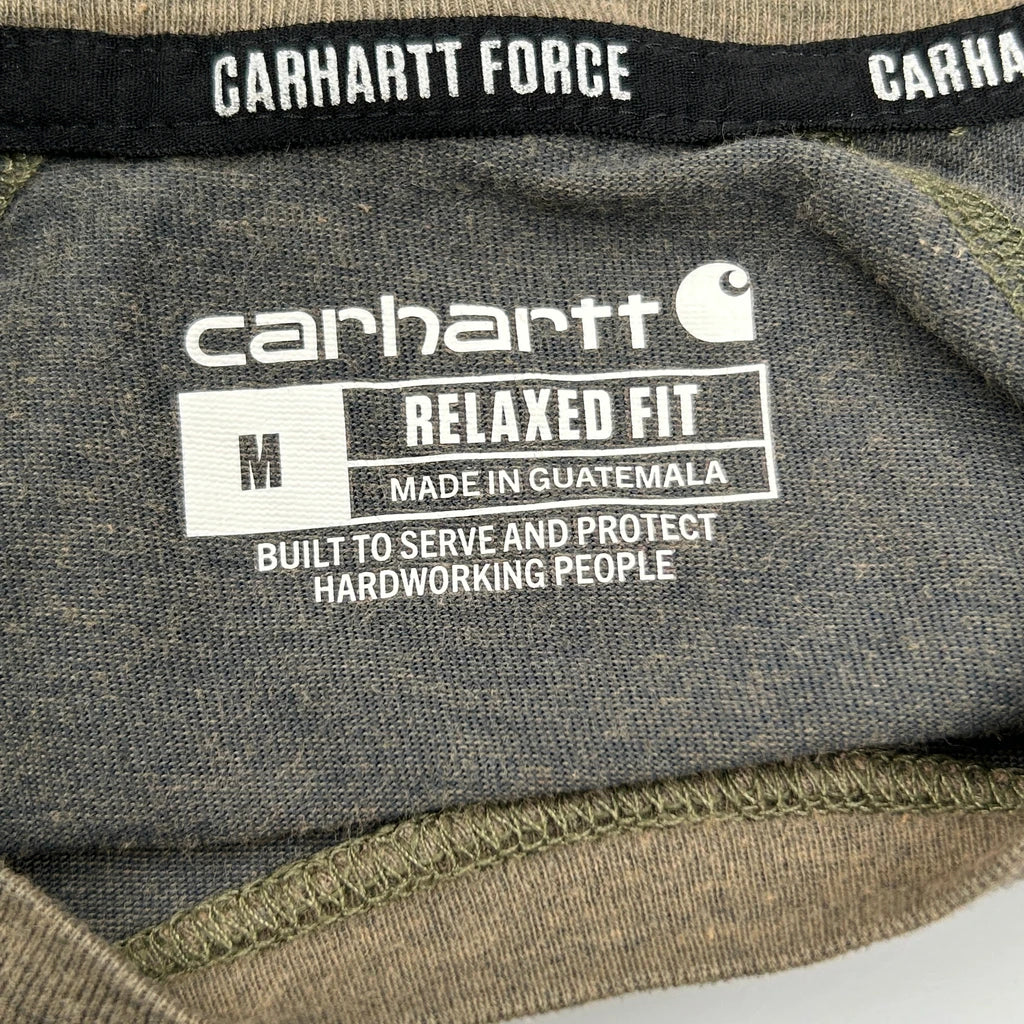 CARHARTT FORCE CARHA
carhartt
M
RELAXED FIT
MADE IN GUATEMALA
BUILT TO SERVE AND PROTECT
HARDWORKING PEOPLE